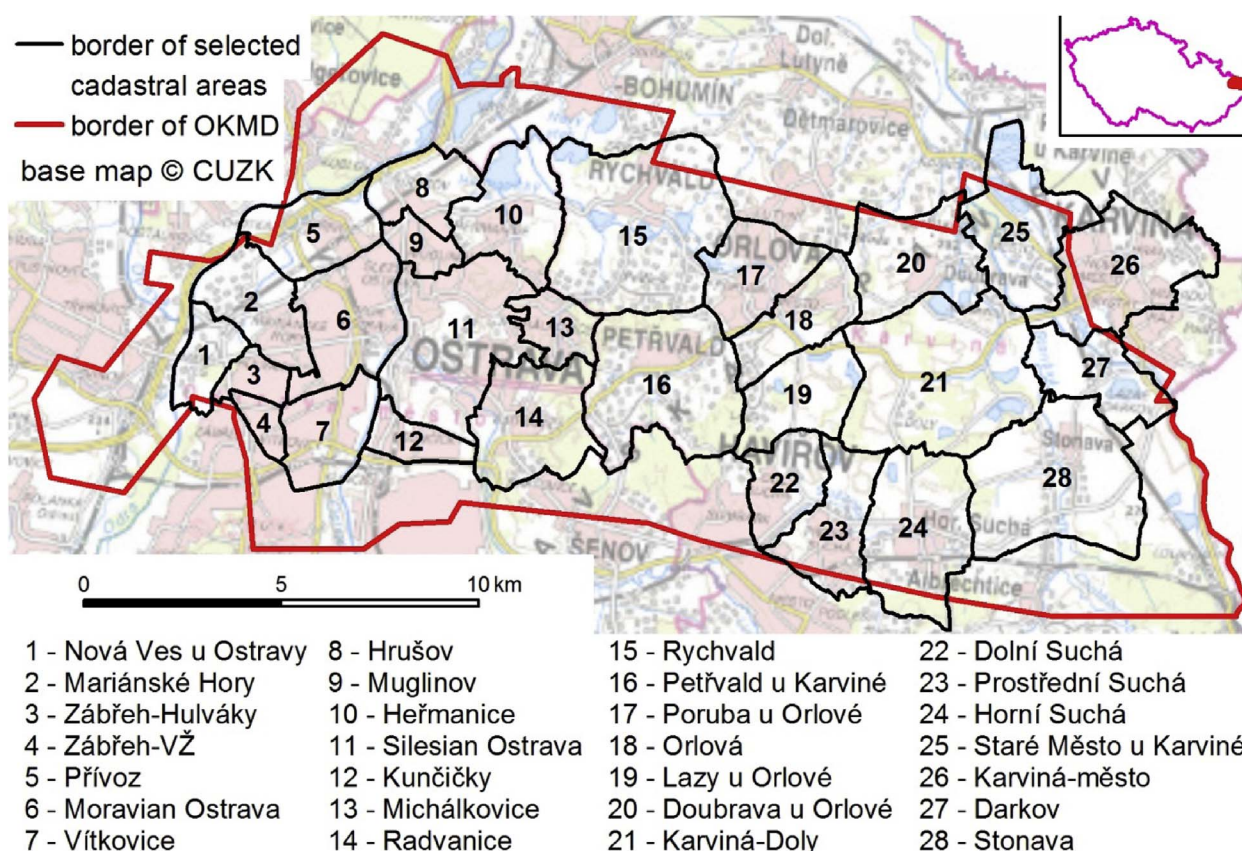 border of selected
cadastral areas
border of OKMD
base map © CUZK
Dol.
Lutyně
BOHUMÍN
Dětmarovice
u Karviné
RYCHVALD
KARVIN
8
10
5
9
15
25
26
20
17
ORLOVÁ
Doubrava
2
6
18
11
13
PETŘVALD
1
OSTRAVA
Karviná
27
3
16
19
21
4
7
14
12
HAVÍŘOV
Stonava
22
28
23
24
Hor. Suchá
ŠENOV
Albrechtice
0 5 10 km
1 - Nová Ves u Ostravy
2 - Mariánské Hory
3 - Zábřeh-Hulváky
4 - Zábřeh-VŽ
5 - Přívoz
6 - Moravian Ostrava
7 - Vítkovice
8 - Hrušov
9 - Muglinov
10 - Heřmanice
11 - Silesian Ostrava
12 - Kunčičky
13 - Michálkovice
14 - Radvanice
15 - Rychvald
16 - Petřvald u Karviné
17 - Poruba u Orlové
18 - Orlová
19 - Lazy u Orlové
20 - Doubrava u Orlové
21 - Karviná-Doly
22 - Dolní Suchá
23 - Prostřední Suchá
24 - Horní Suchá
25 - Staré Město u Karviné
26 - Karviná-město
27 - Darkov
28 - Stonava